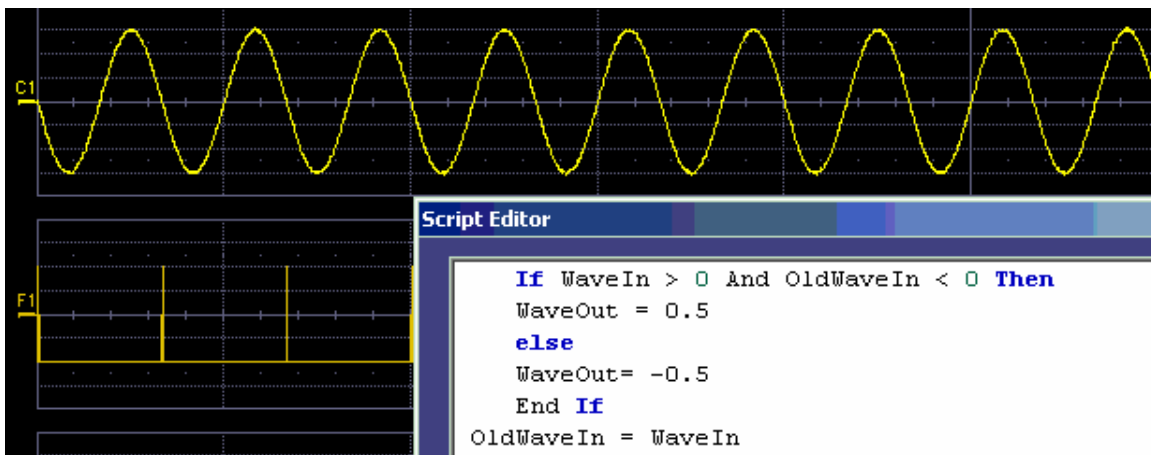 C1
F1
Script Editor
If WaveIn > 0 And OldWaveIn < 0 Then
WaveOut = 0.5
else
WaveOut= -0.5
End If
OldWaveIn = WaveIn